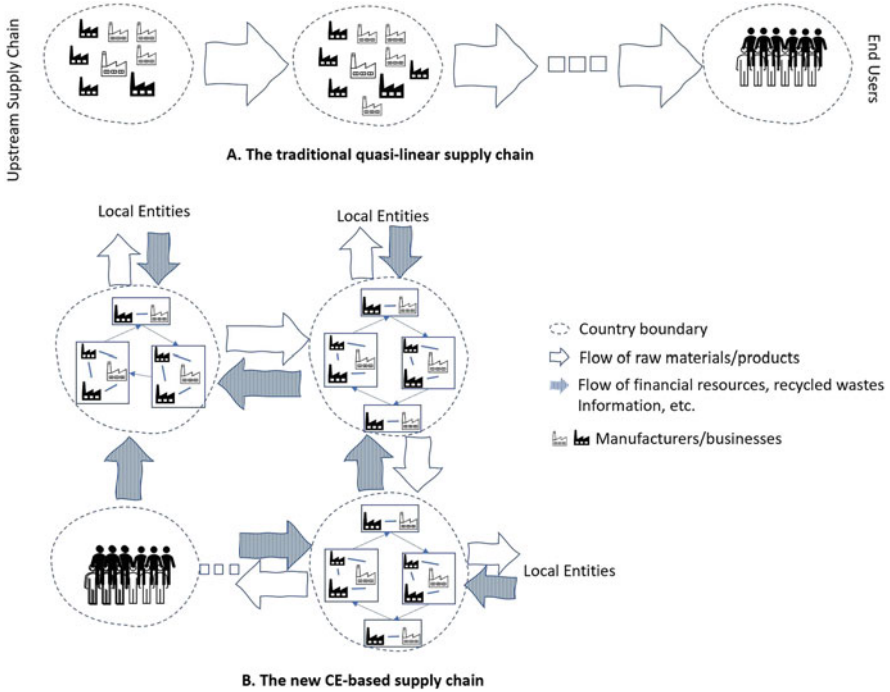 Upstream Supply Chain
End Users
A. The traditional quasi-linear supply chain
Local Entities
Local Entities
Country boundary
Flow of raw materials/products
Flow of financial resources, recycled wastes
Information, etc.
Manufacturers/businesses
Local Entities
B. The new CE-based supply chain